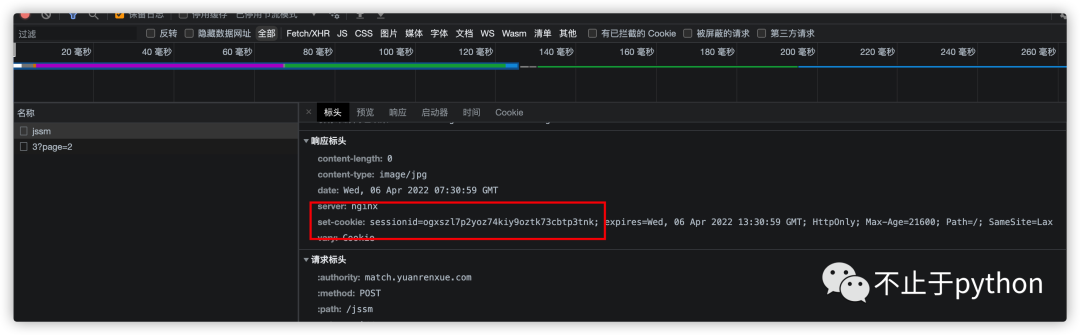 保留日志 停用缓存 已停用节流模式
过滤 反转 隐藏数据网址 全部 Fetch/XHR JS CSS 图片 媒体 字体 文档 WS Wasm 清单 其他 有已拦截的 Cookie 被屏蔽的请求 第三方请求
20 毫秒 40 毫秒 60 毫秒 80 毫秒 100 毫秒 120 毫秒 140 毫秒 160 毫秒 180 毫秒 200 毫秒 220 毫秒 240 毫秒 260 毫秒
名称 × 标头 预览 响应 启动器 时间 Cookie
jssm
3?page=2
响应标头
content-length: 0
content-type: image/jpg
date: Wed, 06 Apr 2022 07:30:59 GMT
server: nginx
set-cookie: sessionid=ogxszl7p2yoz74kiy9oztk73cbtp3tnk; expires=Wed, 06 Apr 2022 13:30:59 GMT; HttpOnly; Max-Age=21600; Path=/; SameSite=Lax
vary: Cookie
请求标头
:authority: match.yuanrenxue.com
:method: POST
:path: /jssm
不止于python